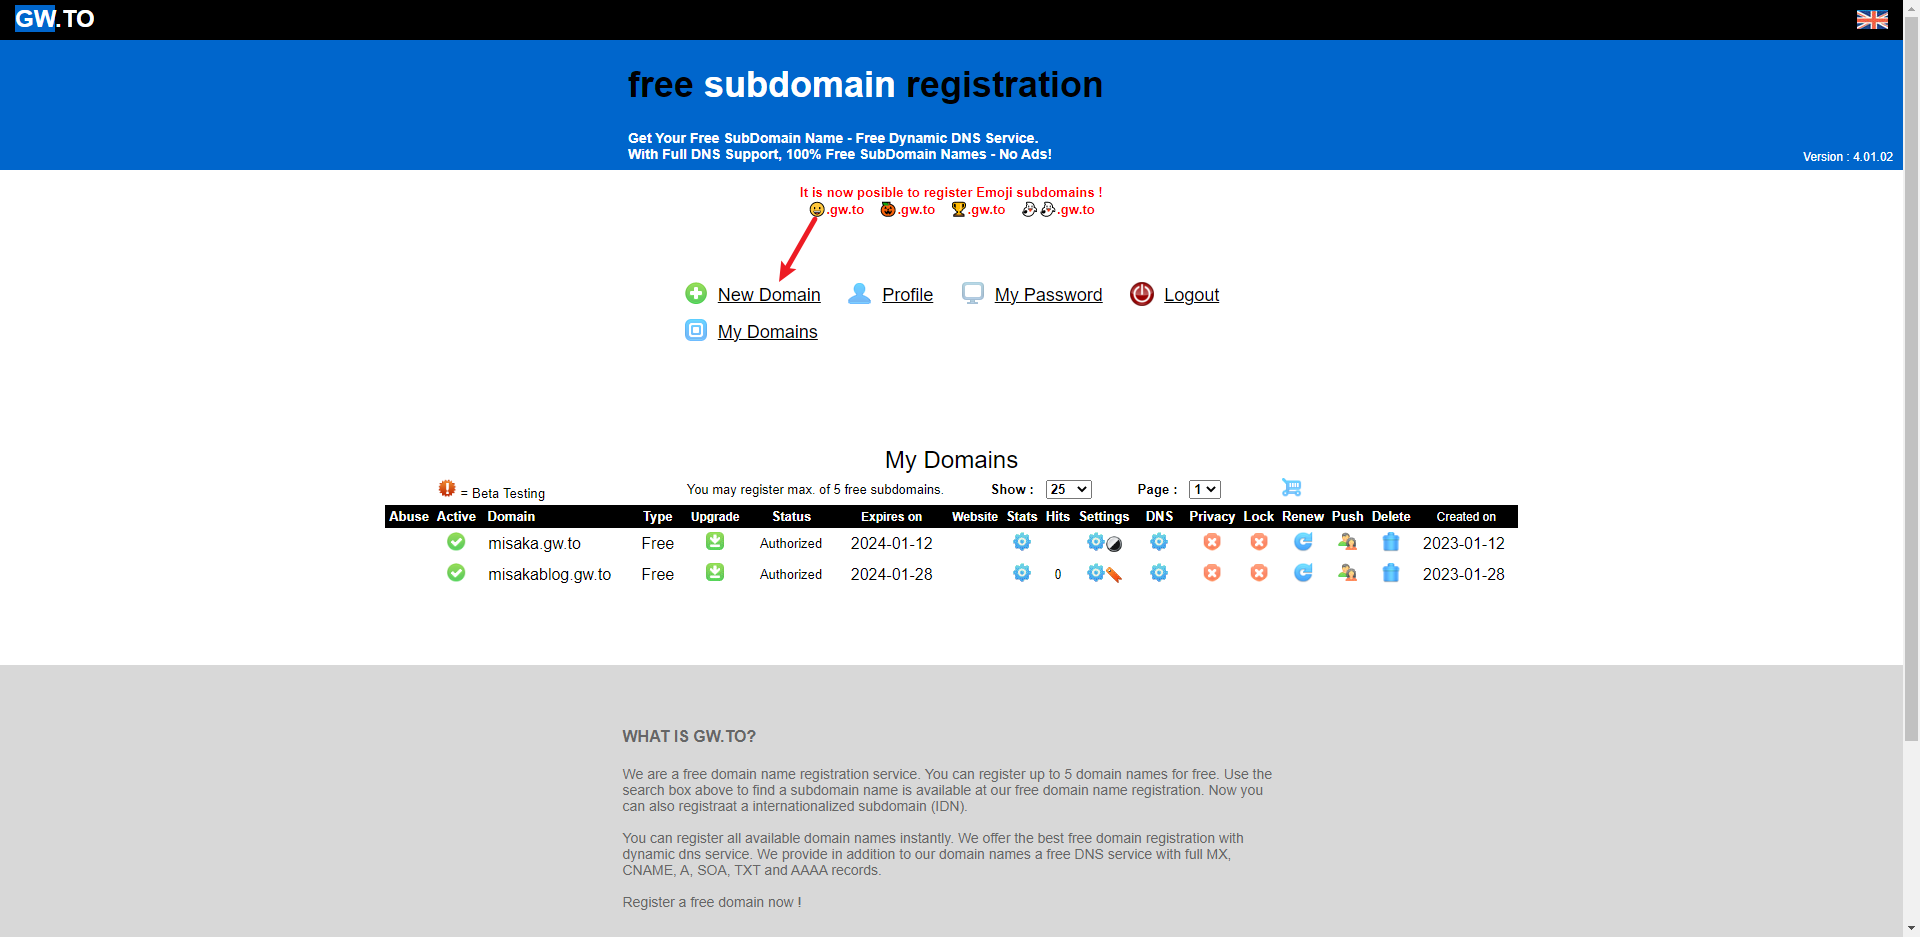 GW.TO
free subdomain registration
Get Your Free SubDomain Name - Free Dynamic DNS Service.
With Full DNS Support, 100% Free SubDomain Names - No Ads!
Version : 4.01.02
It is now posible to register Emoji subdomains !
😀.gw.to 🎃.gw.to 🏆.gw.to 👻👻.gw.to
New Domain Profile My Password Logout
My Domains
My Domains
= Beta Testing You may register max. of 5 free subdomains. Show : 25 Page : 1
Abuse Active Domain Type Upgrade Status Expires on Website Stats Hits Settings DNS Privacy Lock Renew Push Delete Created on
misaka.gw.to Free Authorized 2024-01-12 2023-01-12
misakablog.gw.to Free Authorized 2024-01-28 0 2023-01-28
WHAT IS GW.TO?
We are a free domain name registration service. You can register up to 5 domain names for free. Use the
search box above to find a subdomain name is available at our free domain name registration. Now you
can also registraat a internationalized subdomain (IDN).
You can register all available domain names instantly. We offer the best free domain registration with
dynamic dns service. We provide in addition to our domain names a free DNS service with full MX,
CNAME, A, SOA, TXT and AAAA records.
Register a free domain now !